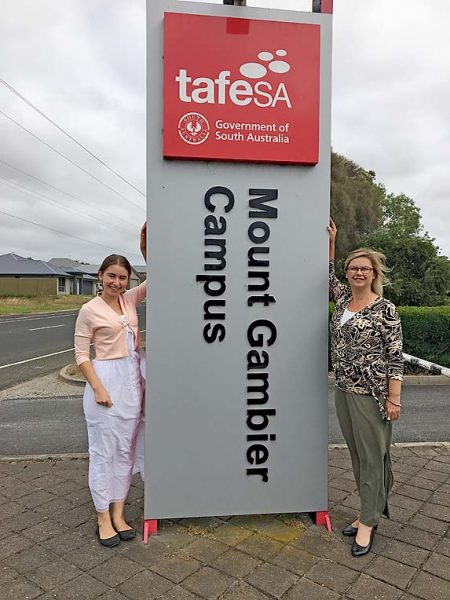 tafeSA
Government of
South Australia
Mount Gambier
Campus